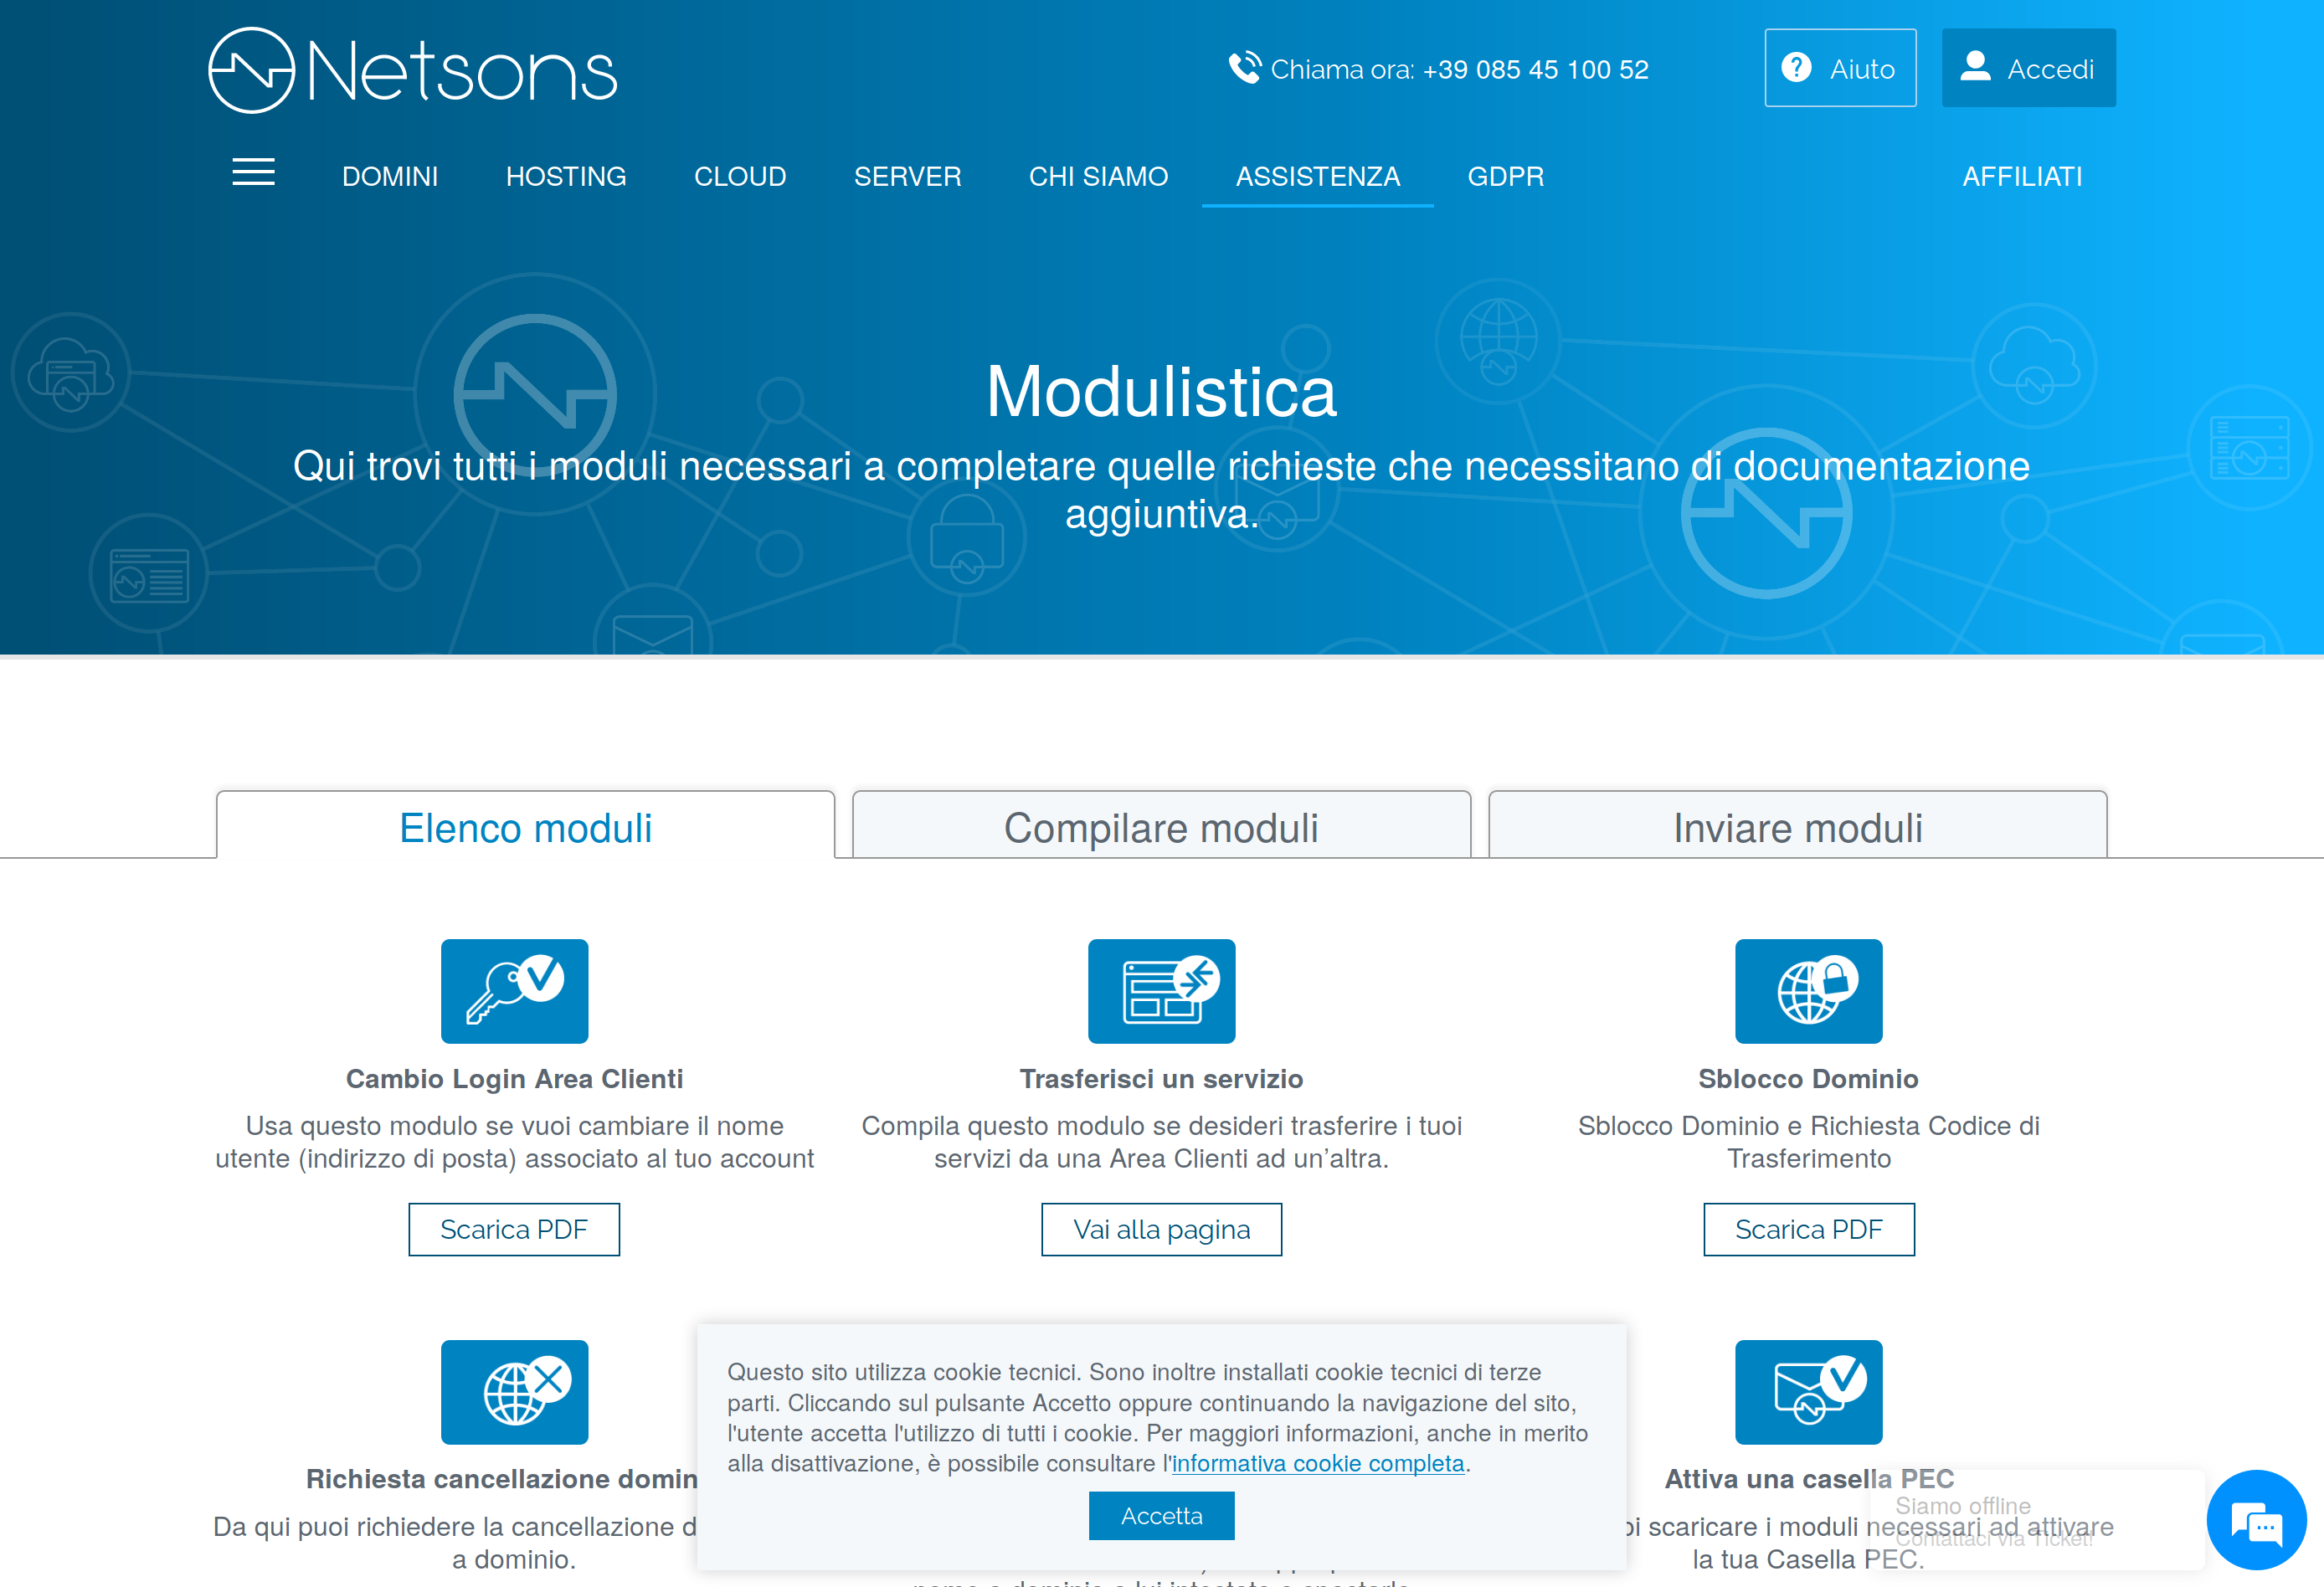 Netsons
Chiama ora: +39 085 45 100 52
Aiuto
Accedi
DOMINI
HOSTING
CLOUD
SERVER
CHI SIAMO
ASSISTENZA
GDPR
AFFILIATI
Modulistica
Qui trovi tutti i moduli necessari a completare quelle richieste che necessitano di documentazione
aggiuntiva.
Elenco moduli
Compilare moduli
Inviare moduli
Cambio Login Area Clienti
Usa questo modulo se vuoi cambiare il nome
utente (indirizzo di posta) associato al tuo account
Scarica PDF
Trasferisci un servizio
Compila questo modulo se desideri trasferire i tuoi
servizi da una Area Clienti ad un’altra.
Vai alla pagina
Sblocco Dominio
Sblocco Dominio e Richiesta Codice di
Trasferimento
Scarica PDF
Richiesta cancellazione
Da qui puoi richiedere la cancellazione
a dominio.
Questo sito utilizza cookie tecnici. Sono inoltre installati cookie tecnici di terze
parti. Cliccando sul pulsante Accetto oppure continuando la navigazione del sito,
l'utente accetta l'utilizzo di tutti i cookie. Per maggiori informazioni, anche in merito
alla disattivazione, è possibile consultare l'informativa cookie completa.
Accetta
Attiva una casella PEC
scaricare i moduli necessari ad attivare
la tua Casella PEC.
Siamo offline
Contattaci via Ticket!